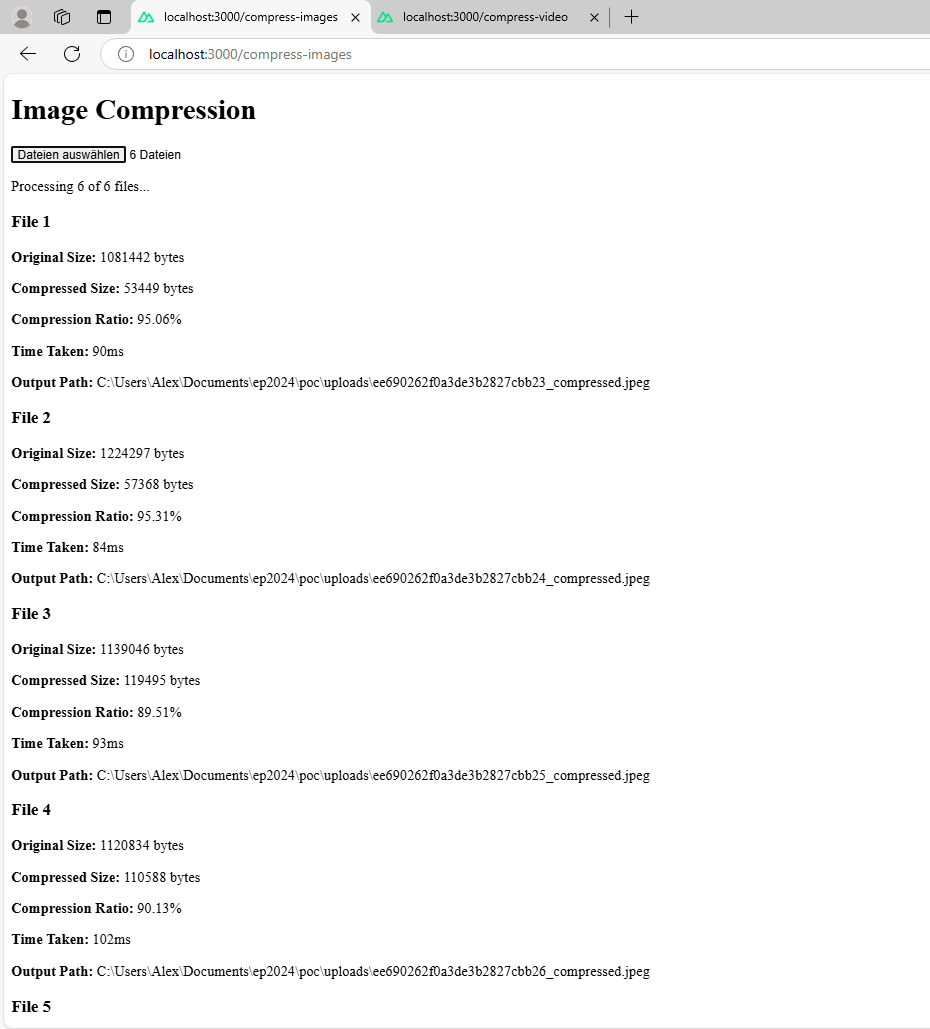 localhost:3000/compress-images
localhost:3000/compress-video
localhost:3000/compress-images
Image Compression
Dateien auswählen 6 Dateien
Processing 6 of 6 files...
File 1
Original Size: 1081442 bytes
Compressed Size: 53449 bytes
Compression Ratio: 95.06%
Time Taken: 90ms
Output Path: C:\Users\Alex\Documents\ep2024\poc\uploads\ee690262f0a3de3b2827cbb23_compressed.jpeg
File 2
Original Size: 1224297 bytes
Compressed Size: 57368 bytes
Compression Ratio: 95.31%
Time Taken: 84ms
Output Path: C:\Users\Alex\Documents\ep2024\poc\uploads\ee690262f0a3de3b2827cbb24_compressed.jpeg
File 3
Original Size: 1139046 bytes
Compressed Size: 119495 bytes
Compression Ratio: 89.51%
Time Taken: 93ms
Output Path: C:\Users\Alex\Documents\ep2024\poc\uploads\ee690262f0a3de3b2827cbb25_compressed.jpeg
File 4
Original Size: 1120834 bytes
Compressed Size: 110588 bytes
Compression Ratio: 90.13%
Time Taken: 102ms
Output Path: C:\Users\Alex\Documents\ep2024\poc\uploads\ee690262f0a3de3b2827cbb26_compressed.jpeg
File 5